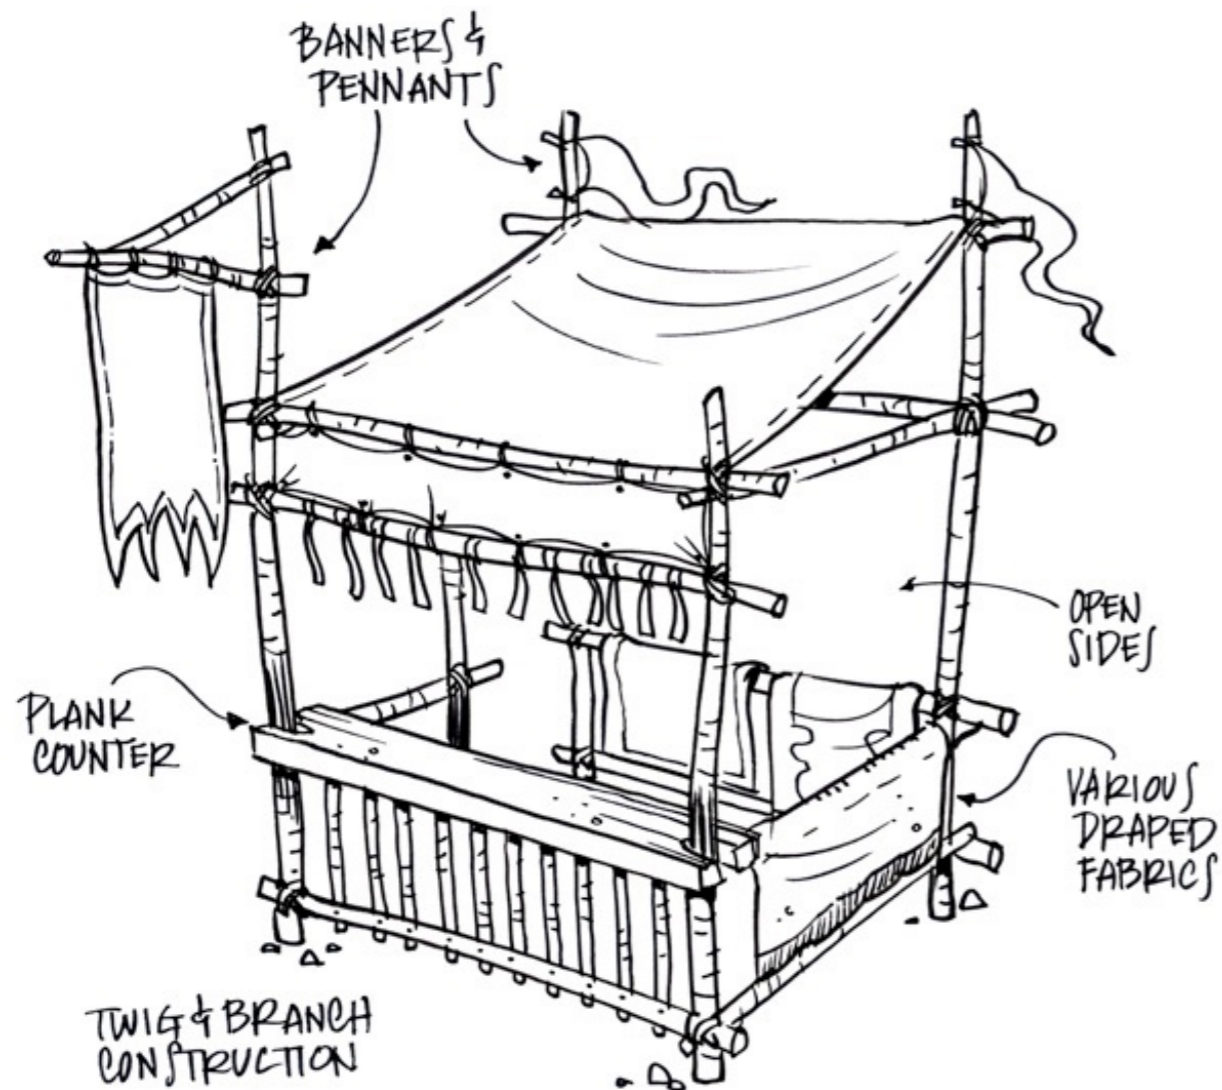 BANNERS &
PENNANTS
OPEN
SIDES
PLANK
COUNTER
VARIOUS
DRAPED
FABRICS
TWIG & BRANCH
CONSTRUCTION